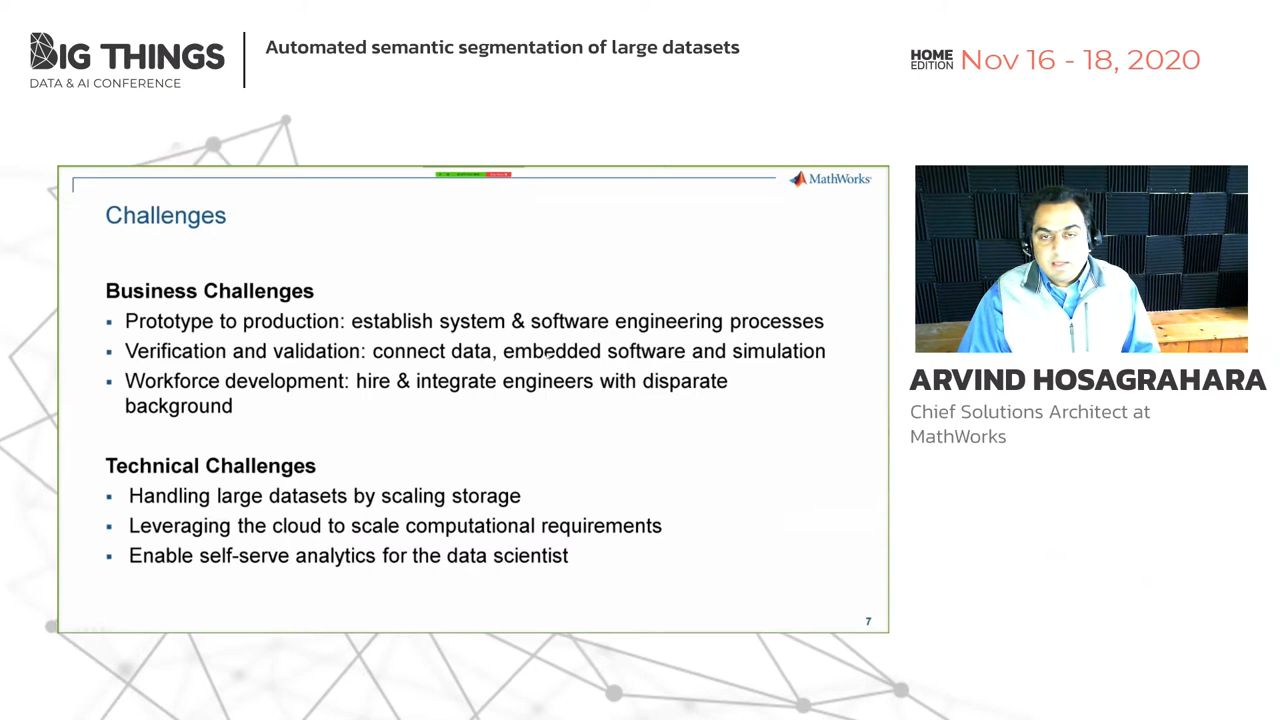 BIG THINGS
DATA & AI CONFERENCE
Automated semantic segmentation of large datasets
HOME
EDITION
Nov 16 - 18, 2020
MathWorks
Challenges
Business Challenges
▪ Prototype to production: establish system & software engineering processes
▪ Verification and validation: connect data, embedded software and simulation
▪ Workforce development: hire & integrate engineers with disparate
background
Technical Challenges
▪ Handling large datasets by scaling storage
▪ Leveraging the cloud to scale computational requirements
▪ Enable self-serve analytics for the data scientist
7
ARVIND HOSAGRAHARA
Chief Solutions Architect at
MathWorks